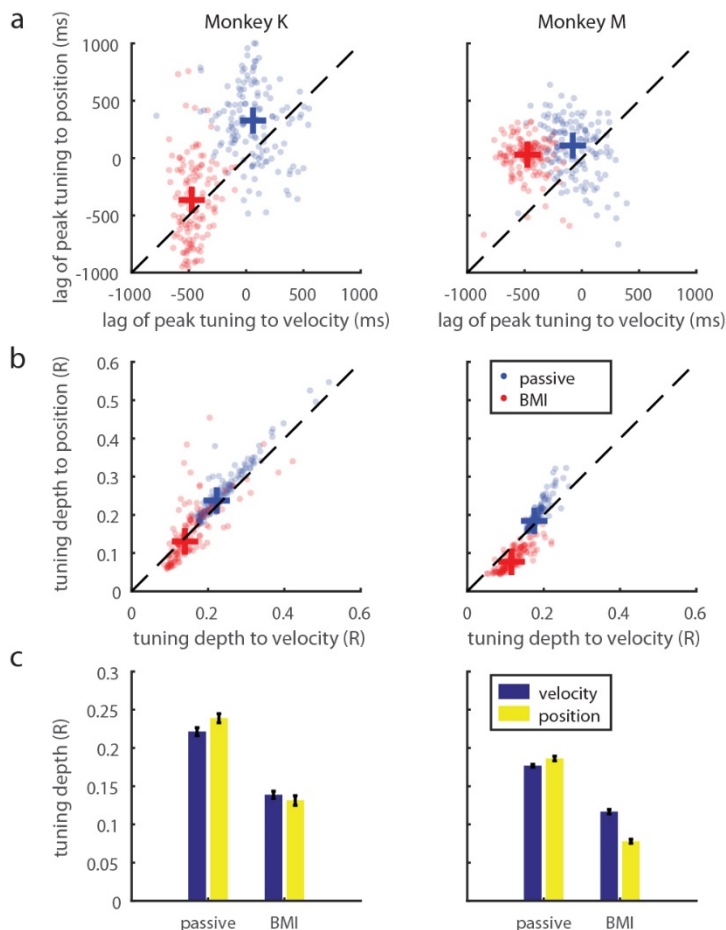 a
Monkey K
Monkey M
lag of peak tuning to position (ms)
1000
500
0
-500
-1000
-1000 -500 0 500 1000
-1000 -500 0 500 1000
lag of peak tuning to velocity (ms)
lag of peak tuning to velocity (ms)
b
tuning depth to position (R)
0.6
0.5
0.4
0.3
0.2
0.1
0
0 0.2 0.4 0.6
passive
BMI
0 0.2 0.4 0.6
tuning depth to velocity (R)
tuning depth to velocity (R)
c
tuning depth (R)
0.3
0.25
0.2
0.15
0.1
0.05
0
passive BMI
velocity
position
passive BMI